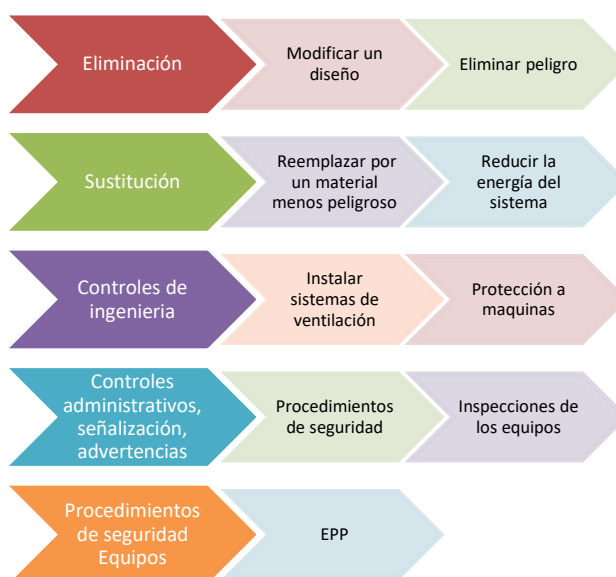 Eliminación
Modificar un
diseño
Eliminar peligro
Sustitución
Reemplazar por
un material
menos peligroso
Reducir la
energía del
sistema
Controles de
ingenieria
Instalar
sistemas de
ventilación
Protección a
maquinas
Controles
administrativos,
señalización,
advertencias
Procedimientos
de seguridad
Inspecciones de
los equipos
Procedimientos
de seguridad
Equipos
EPP